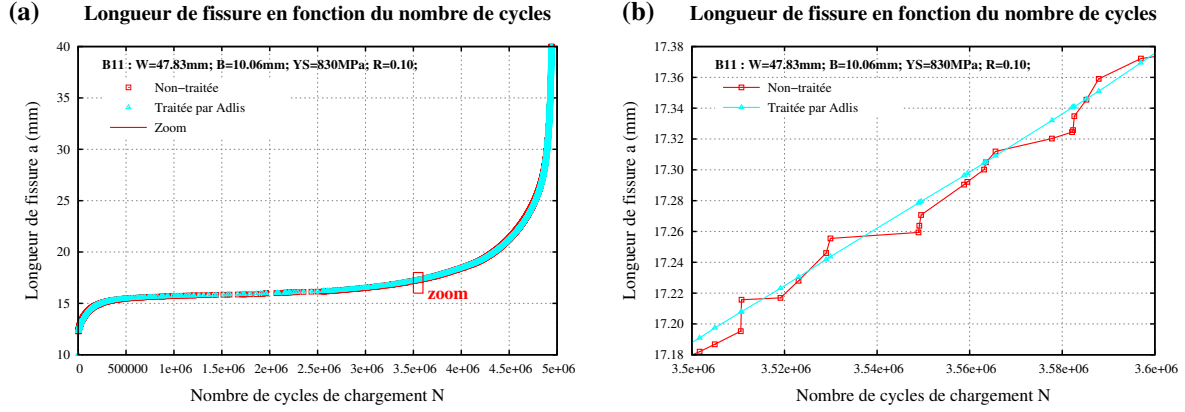 (a)
Longueur de fissure en fonction du nombre de cycles
40
35
30
25
20
15
10
Longueur de fissure a (mm)
B11 : W=47.83mm; B=10.06mm; YS=830MPa; R=0.10;
Non−traitée
Traitée par Adlis
Zoom
zoom
0
500000
1e+06
1.5e+06
2e+06
2.5e+06
3e+06
3.5e+06
4e+06
4.5e+06
5e+06
Nombre de cycles de chargement N
(b)
Longueur de fissure en fonction du nombre de cycles
17.38
17.36
17.34
17.32
17.30
17.28
17.26
17.24
17.22
17.20
17.18
Longueur de fissure a (mm)
B11 : W=47.83mm; B=10.06mm; YS=830MPa; R=0.10;
Non−traitée
Traitée par Adlis
3.5e+06
3.52e+06
3.54e+06
3.56e+06
3.58e+06
3.6e+06
Nombre de cycles de chargement N